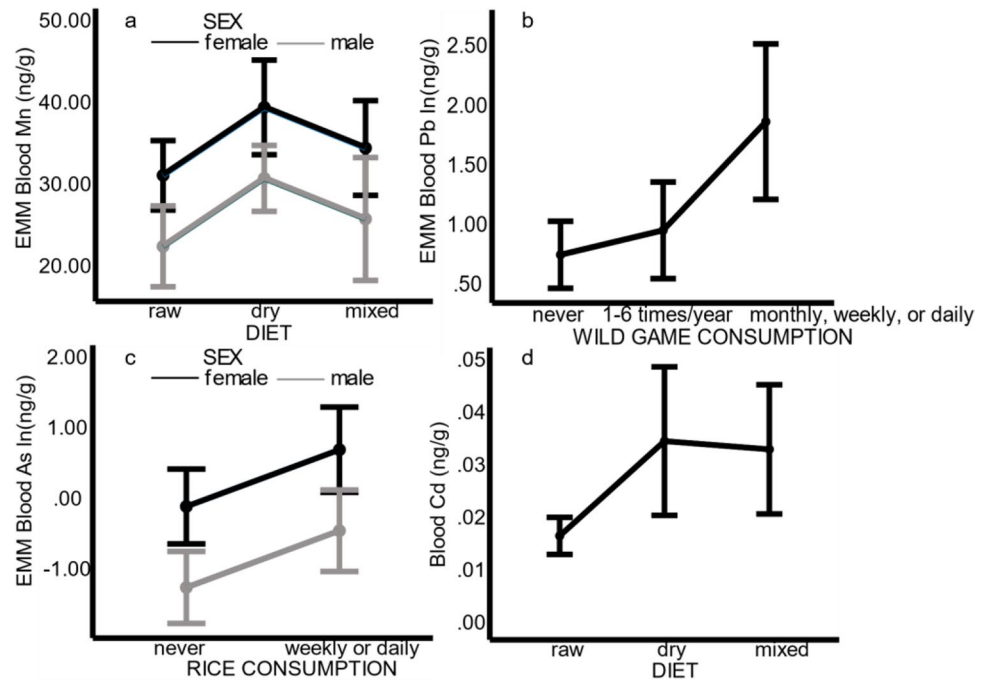 a
SEX
female male
EMM Blood Mn (ng/g)
50.00
40.00
30.00
20.00
raw dry mixed
DIET
b
EMM Blood Pb ln(ng/g)
2.50
2.00
1.50
1.00
.50
never 1-6 times/year monthly, weekly, or daily
WILD GAME CONSUMPTION
c
SEX
female male
EMM Blood As ln(ng/g)
2.00
1.00
.00
-1.00
never weekly or daily
RICE CONSUMPTION
d
Blood Cd (ng/g)
.05
.04
.03
.02
.01
.00
raw dry mixed
DIET